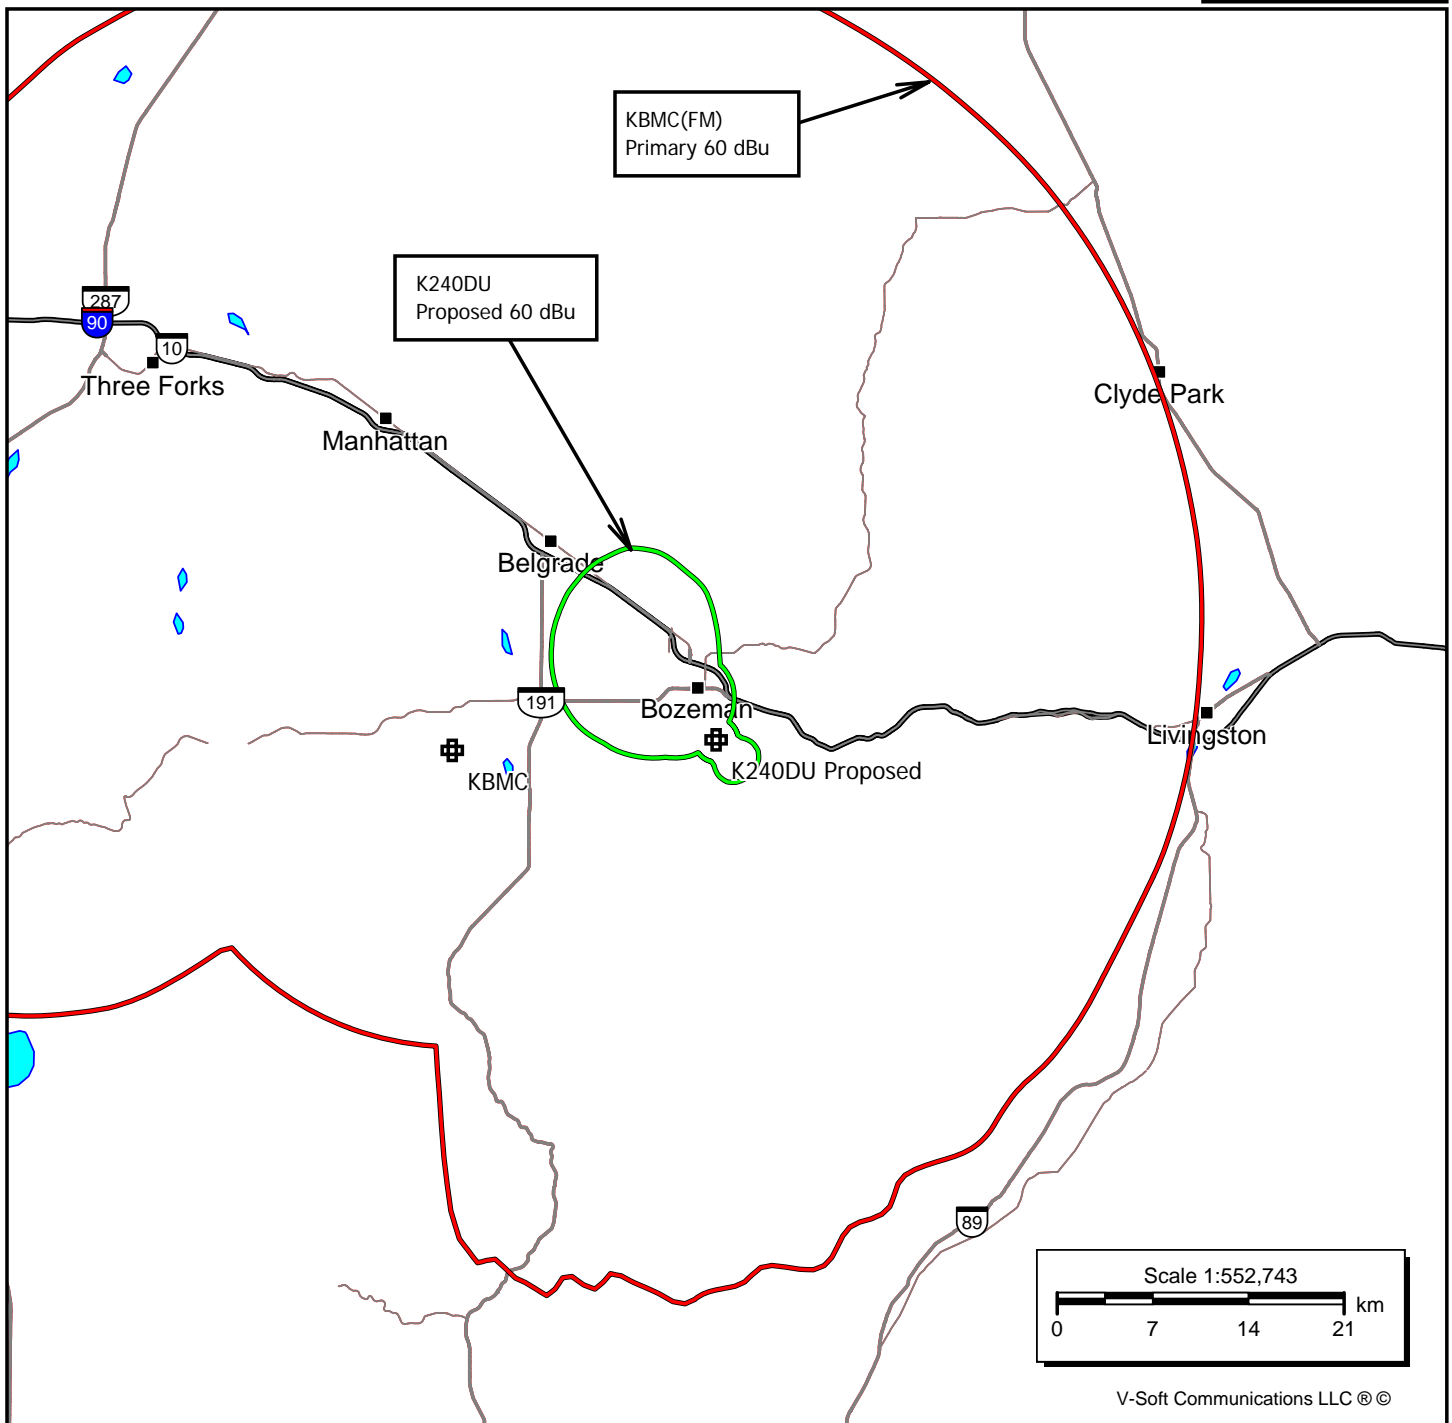 KBMC(FM)
Primary 60 dBu
K240DU
Proposed 60 dBu
287
90
10
Three Forks
Clyde Park
Manhattan
Belgrade
191
Bozeman
Livingston
KBMC
K240DU Proposed
89
Scale 1:552,743
km
0 7 14 21
V-Soft Communications LLC ® ©